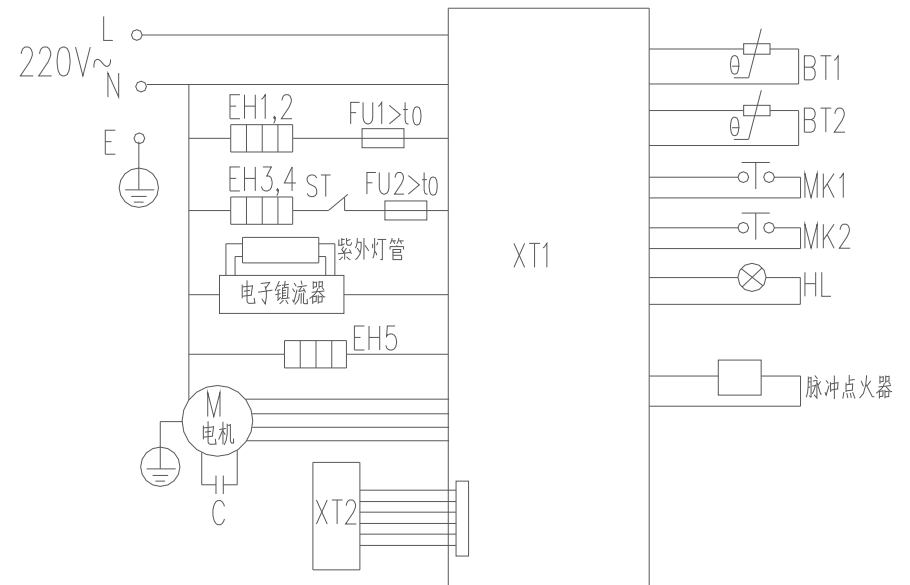 L
220V~
N
E
EH1,2
FU1>to
EH3,4
ST
FU2>to
紫外灯管
电子镇流器
EH5
M
电机
C
XT2
XT1
θ
BT1
θ
BT2
MK1
MK2
HL
脉冲点火器